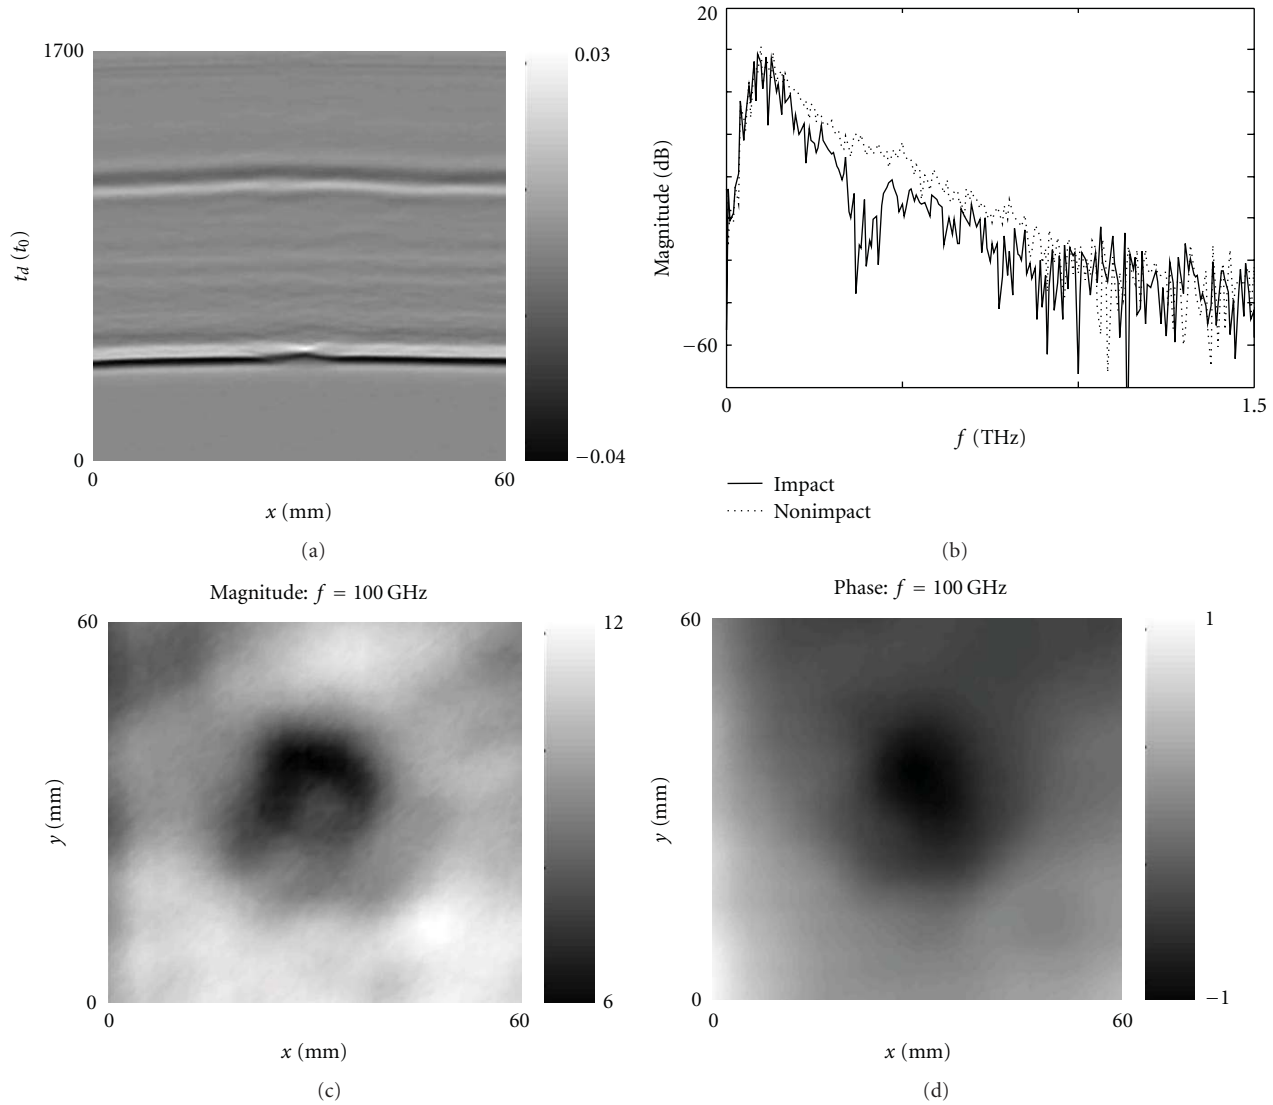 1700
0.03
t_d (t_0)
0
−0.04
0
60
x (mm)
(a)
20
Magnitude (dB)
−60
0
1.5
f (THz)
Impact
Nonimpact
(b)
Magnitude: f = 100 GHz
60
12
y (mm)
0
6
0
60
x (mm)
(c)
Phase: f = 100 GHz
60
1
y (mm)
0
−1
0
60
x (mm)
(d)